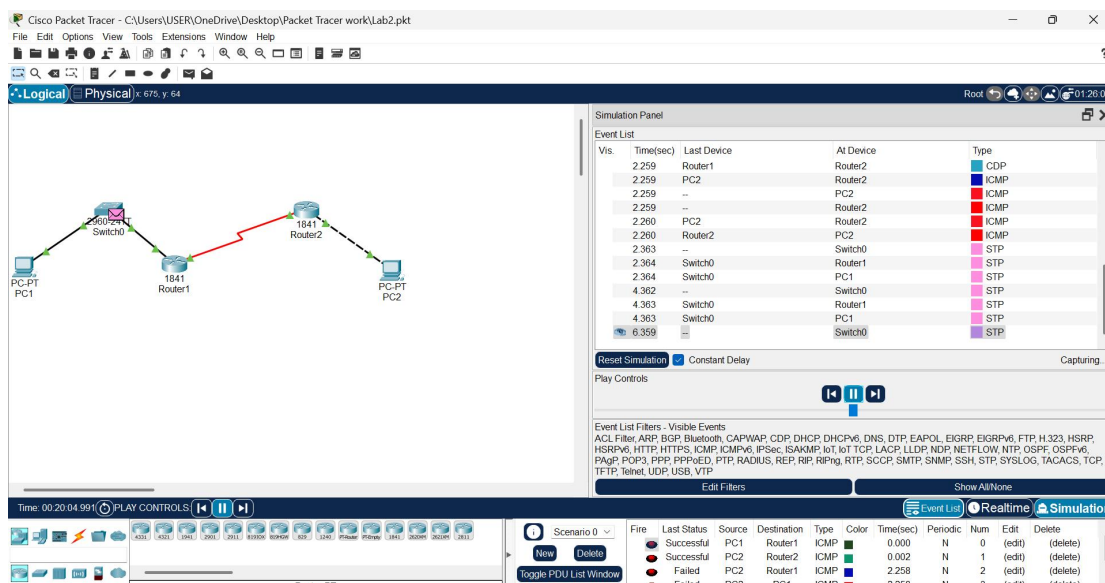 Cisco Packet Tracer - C:\Users\USER\OneDrive\Desktop\Packet Tracer work\Lab2.pkt
File Edit Options View Tools Extensions Window Help
Logical Physical x: 675, y: 64 Root 01:26:0
2960-24TT
Switch0
1841
Router2
1841
Router1
PC-PT
PC1
PC-PT
PC2
Simulation Panel
Event List
Vis. Time(sec) Last Device At Device Type
2.259 Router1 Router2 CDP
2.259 PC2 Router2 ICMP
2.259 -- PC2 ICMP
2.259 -- Router2 ICMP
2.260 PC2 Router2 ICMP
2.260 Router2 PC2 ICMP
2.363 -- Switch0 STP
2.364 Switch0 Router1 STP
2.364 Switch0 PC1 STP
4.362 -- Switch0 STP
4.363 Switch0 Router1 STP
4.363 Switch0 PC1 STP
6.359 -- Switch0 STP
Reset Simulation Constant Delay Capturing..
Play Controls
Event List Filters - Visible Events
ACL Filter, ARP, BGP, Bluetooth, CAPWAP, CDP, DHCP, DHCPv6, DNS, DTP, EAPOL, EIGRP, EIGRPv6, FTP, H.323, HSRP,
HSRPv6, HTTP, HTTPS, ICMP, ICMPv6, IPSec, ISAKMP, IoT, IoT TCP, LACP, LLDP, NDP, NETFLOW, NTP, OSPF, OSPFv6,
PAgP, POP3, PPP, PPPoED, PTP, RADIUS, REP, RIP, RIPng, RTP, SCCP, SMTP, SNMP, SSH, STP, SYSLOG, TACACS, TCP,
TFTP, Telnet, UDP, USB, VTP
Edit Filters Show All/None
Time: 00:20:04.991 PLAY CONTROLS: Event List Realtime Simulation
4331 4321 1941 2901 2911 819IOX 819HGW 829 1240 PT-Router PT-Empty 1841 2620XM 2621XM 2811
Scenario 0
New Delete
Toggle PDU List Window
Fire Last Status Source Destination Type Color Time(sec) Periodic Num Edit Delete
Successful PC1 Router1 ICMP 0.000 N 0 (edit) (delete)
Successful PC2 Router2 ICMP 0.002 N 1 (edit) (delete)
Failed PC2 Router1 ICMP 2.258 N 2 (edit) (delete)